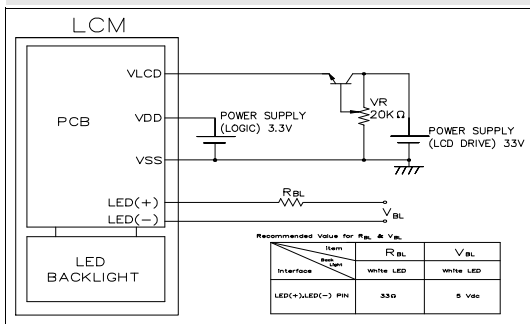 LCM
VLCD
VR
20KΩ
PCB
VDD
POWER SUPPLY
(LOGIC) 3.3V
POWER SUPPLY
(LCD DRIVE) 33V
VSS
LED(+)
RBL
LED(-)
VBL
LED
BACKLIGHT
Recommended Value for RBL & VBL
Item
Back
Light
Interface
RBL
VBL
White LED
White LED
LED(+),LED(-) PIN
33Ω
5 Vdc